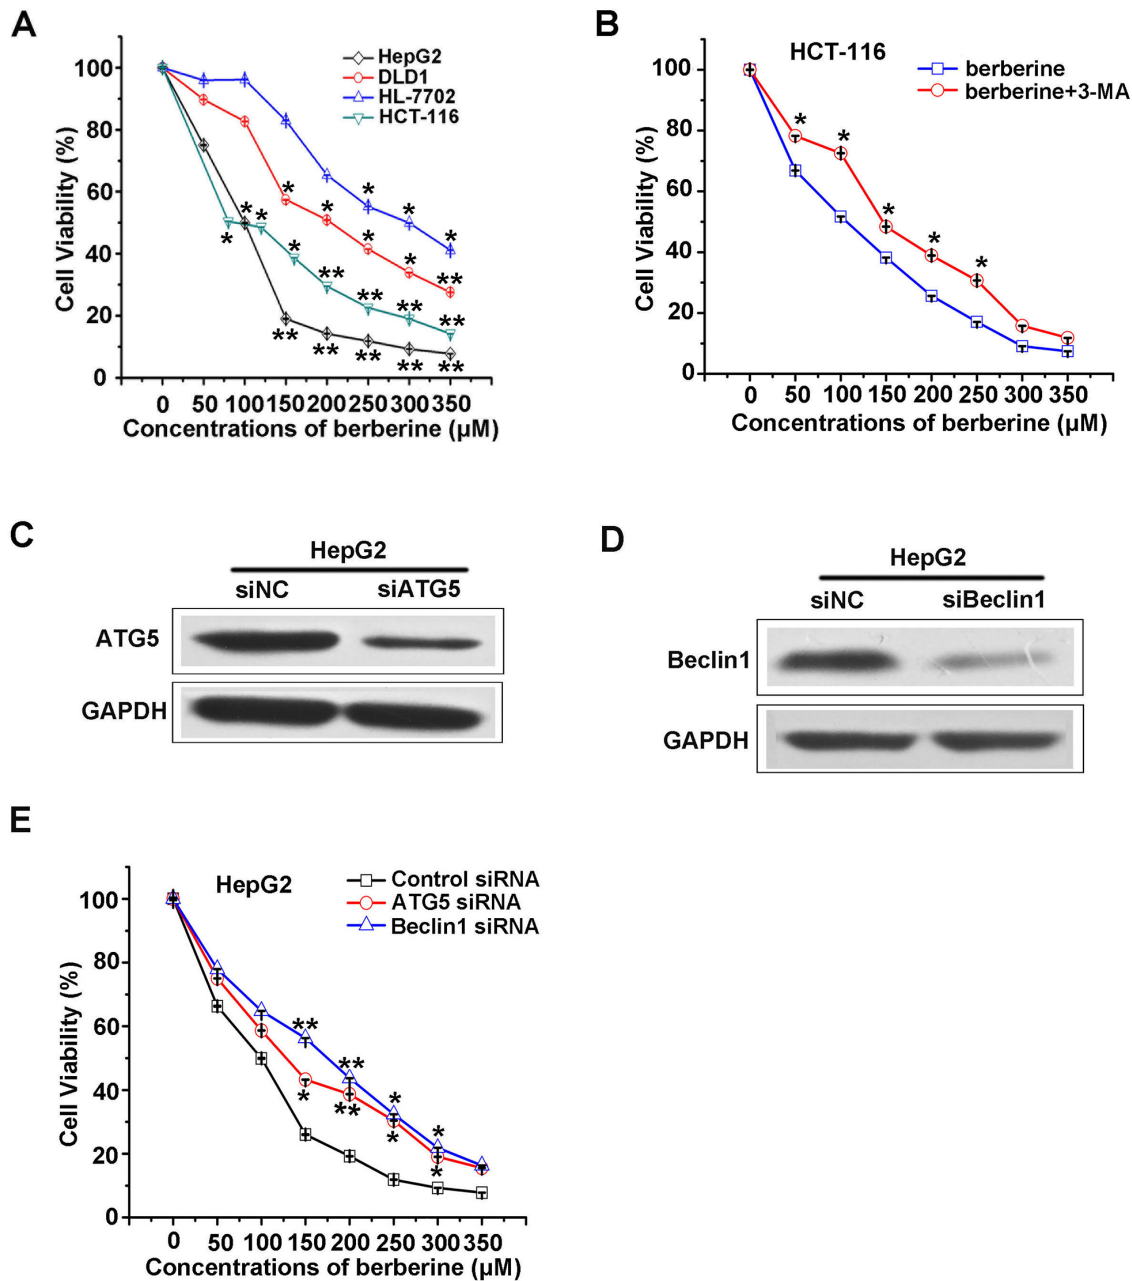 A
HepG2
DLD1
HL-7702
HCT-116
100
80
60
40
20
0
Cell Viability (%)
* * * * * *
* * * * *
* * * * ** ** ** ** **
** ** ** ** **
0 50 100 150 200 250 300 350
Concentrations of berberine (µM)
B
HCT-116
berberine
berberine+3-MA
100
80
60
40
20
0
Cell Viability (%)
* * * * *
0 50 100 150 200 250 300 350
Concentrations of berberine (µM)
C
HepG2
siNC siATG5
ATG5
GAPDH
D
HepG2
siNC siBeclin1
Beclin1
GAPDH
E
HepG2
Control siRNA
ATG5 siRNA
Beclin1 siRNA
100
80
60
40
20
0
Cell Viability (%)
** ** * *
* ** * *
0 50 100 150 200 250 300 350
Concentrations of berberine (µM)